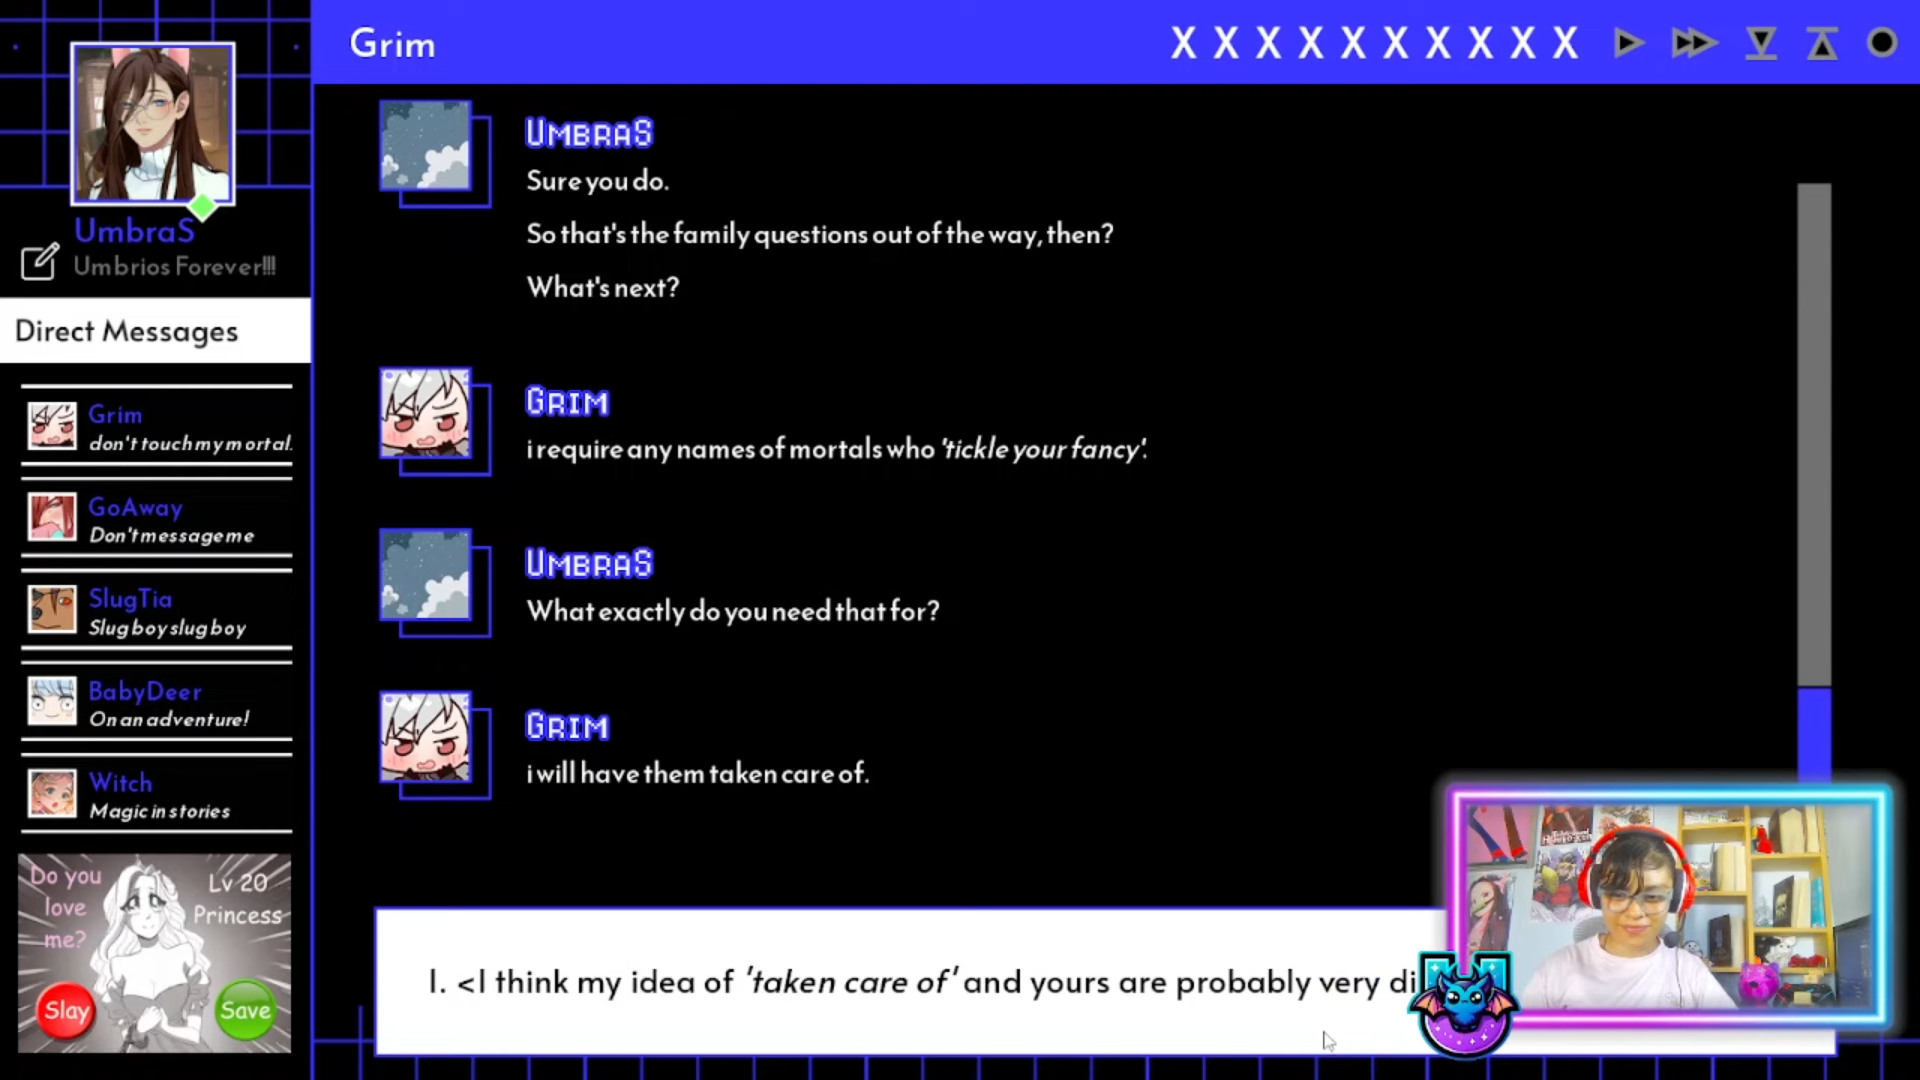 Grim
X X X X X X X X X X
UmbraS
Umbrios Forever!!!
Direct Messages
Grim
don't touch my mortal.
GoAway
Don't message me
SlugTia
Slug boy slug boy
BabyDeer
On an adventure!
Witch
Magic in stories
Do you love me?
Lv 20 Princess
Slay
Save
UmbraS
Sure you do.
So that's the family questions out of the way, then?
What's next?
Grim
i require any names of mortals who 'tickle your fancy'.
UmbraS
What exactly do you need that for?
Grim
i will have them taken care of.
1. <I think my idea of 'taken care of' and yours are probably very di